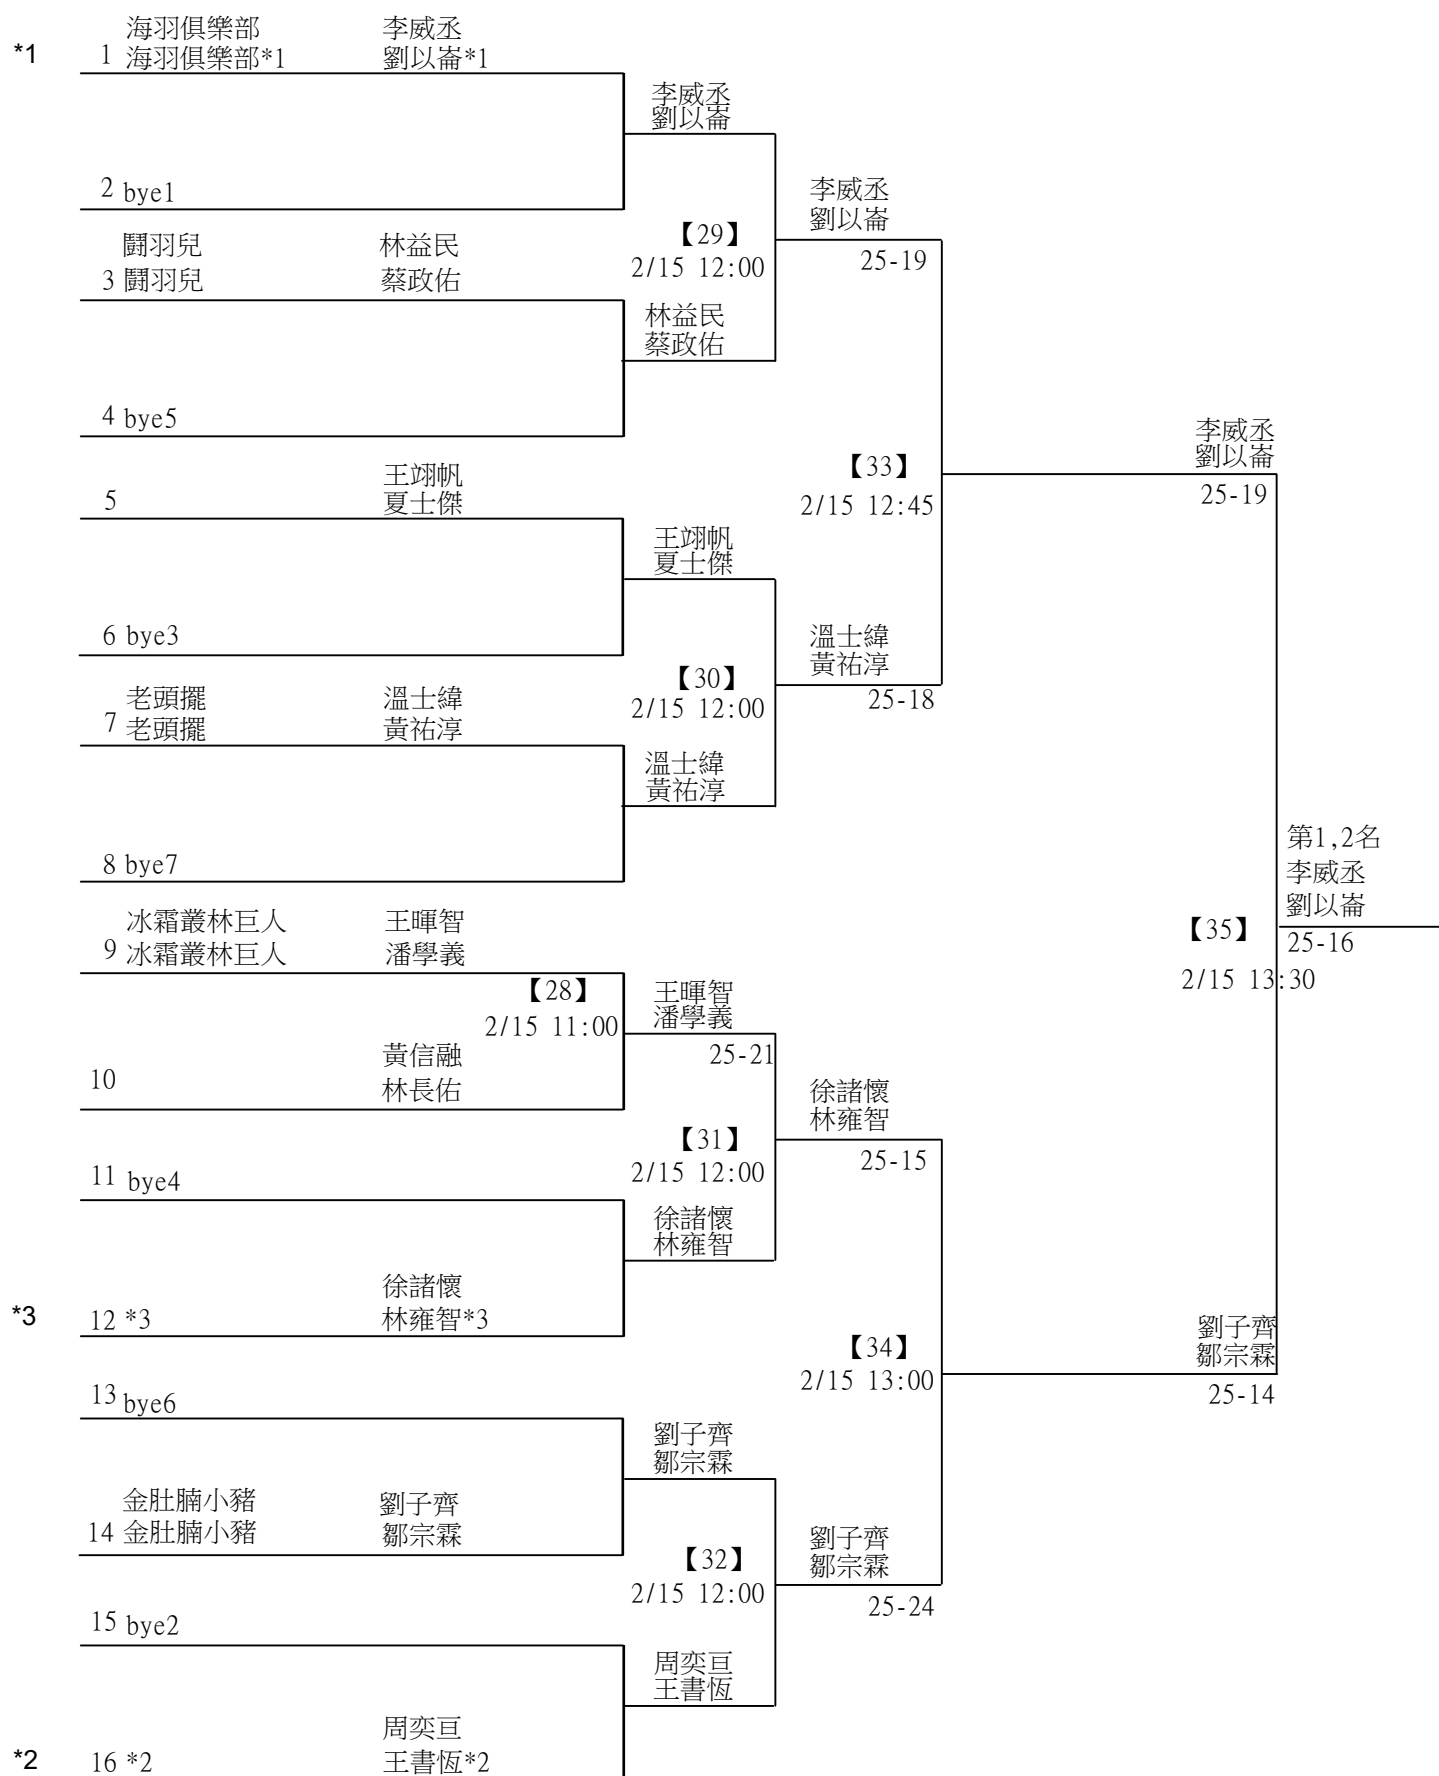 海羽俱樂部 李威丞
*1 1 海羽俱樂部*1 劉以崙*1
李威丞
劉以崙
2 bye1
李威丞
劉以崙
25-19
【29】
2/15 12:00
鬪羽兒 林益民
3 鬪羽兒 蔡政佑
林益民
蔡政佑
4 bye5
李威丞
劉以崙
25-19
【33】
2/15 12:45
王翊帆
5 夏士傑
王翊帆
夏士傑
6 bye3
溫士緯
黃祐淳
25-18
【30】
2/15 12:00
老頭擺 溫士緯
7 老頭擺 黃祐淳
溫士緯
黃祐淳
8 bye7
第1,2名
李威丞
劉以崙
25-16
【35】
2/15 13:30
冰霜叢林巨人 王暉智
9 冰霜叢林巨人 潘學義
【28】
2/15 11:00
王暉智
潘學義
25-21
黃信融
10 林長佑
徐諸懷
林雍智
25-15
【31】
2/15 12:00
11 bye4
徐諸懷
林雍智
徐諸懷
*3 12 *3 林雍智*3
【34】
2/15 13:00
劉子齊
鄒宗霖
25-14
13 bye6
劉子齊
鄒宗霖
金肚腩小豬 劉子齊
14 金肚腩小豬 鄒宗霖
【32】
2/15 12:00
劉子齊
鄒宗霖
25-24
15 bye2
周奕亘
王書恆
周奕亘
*2 16 *2 王書恆*2